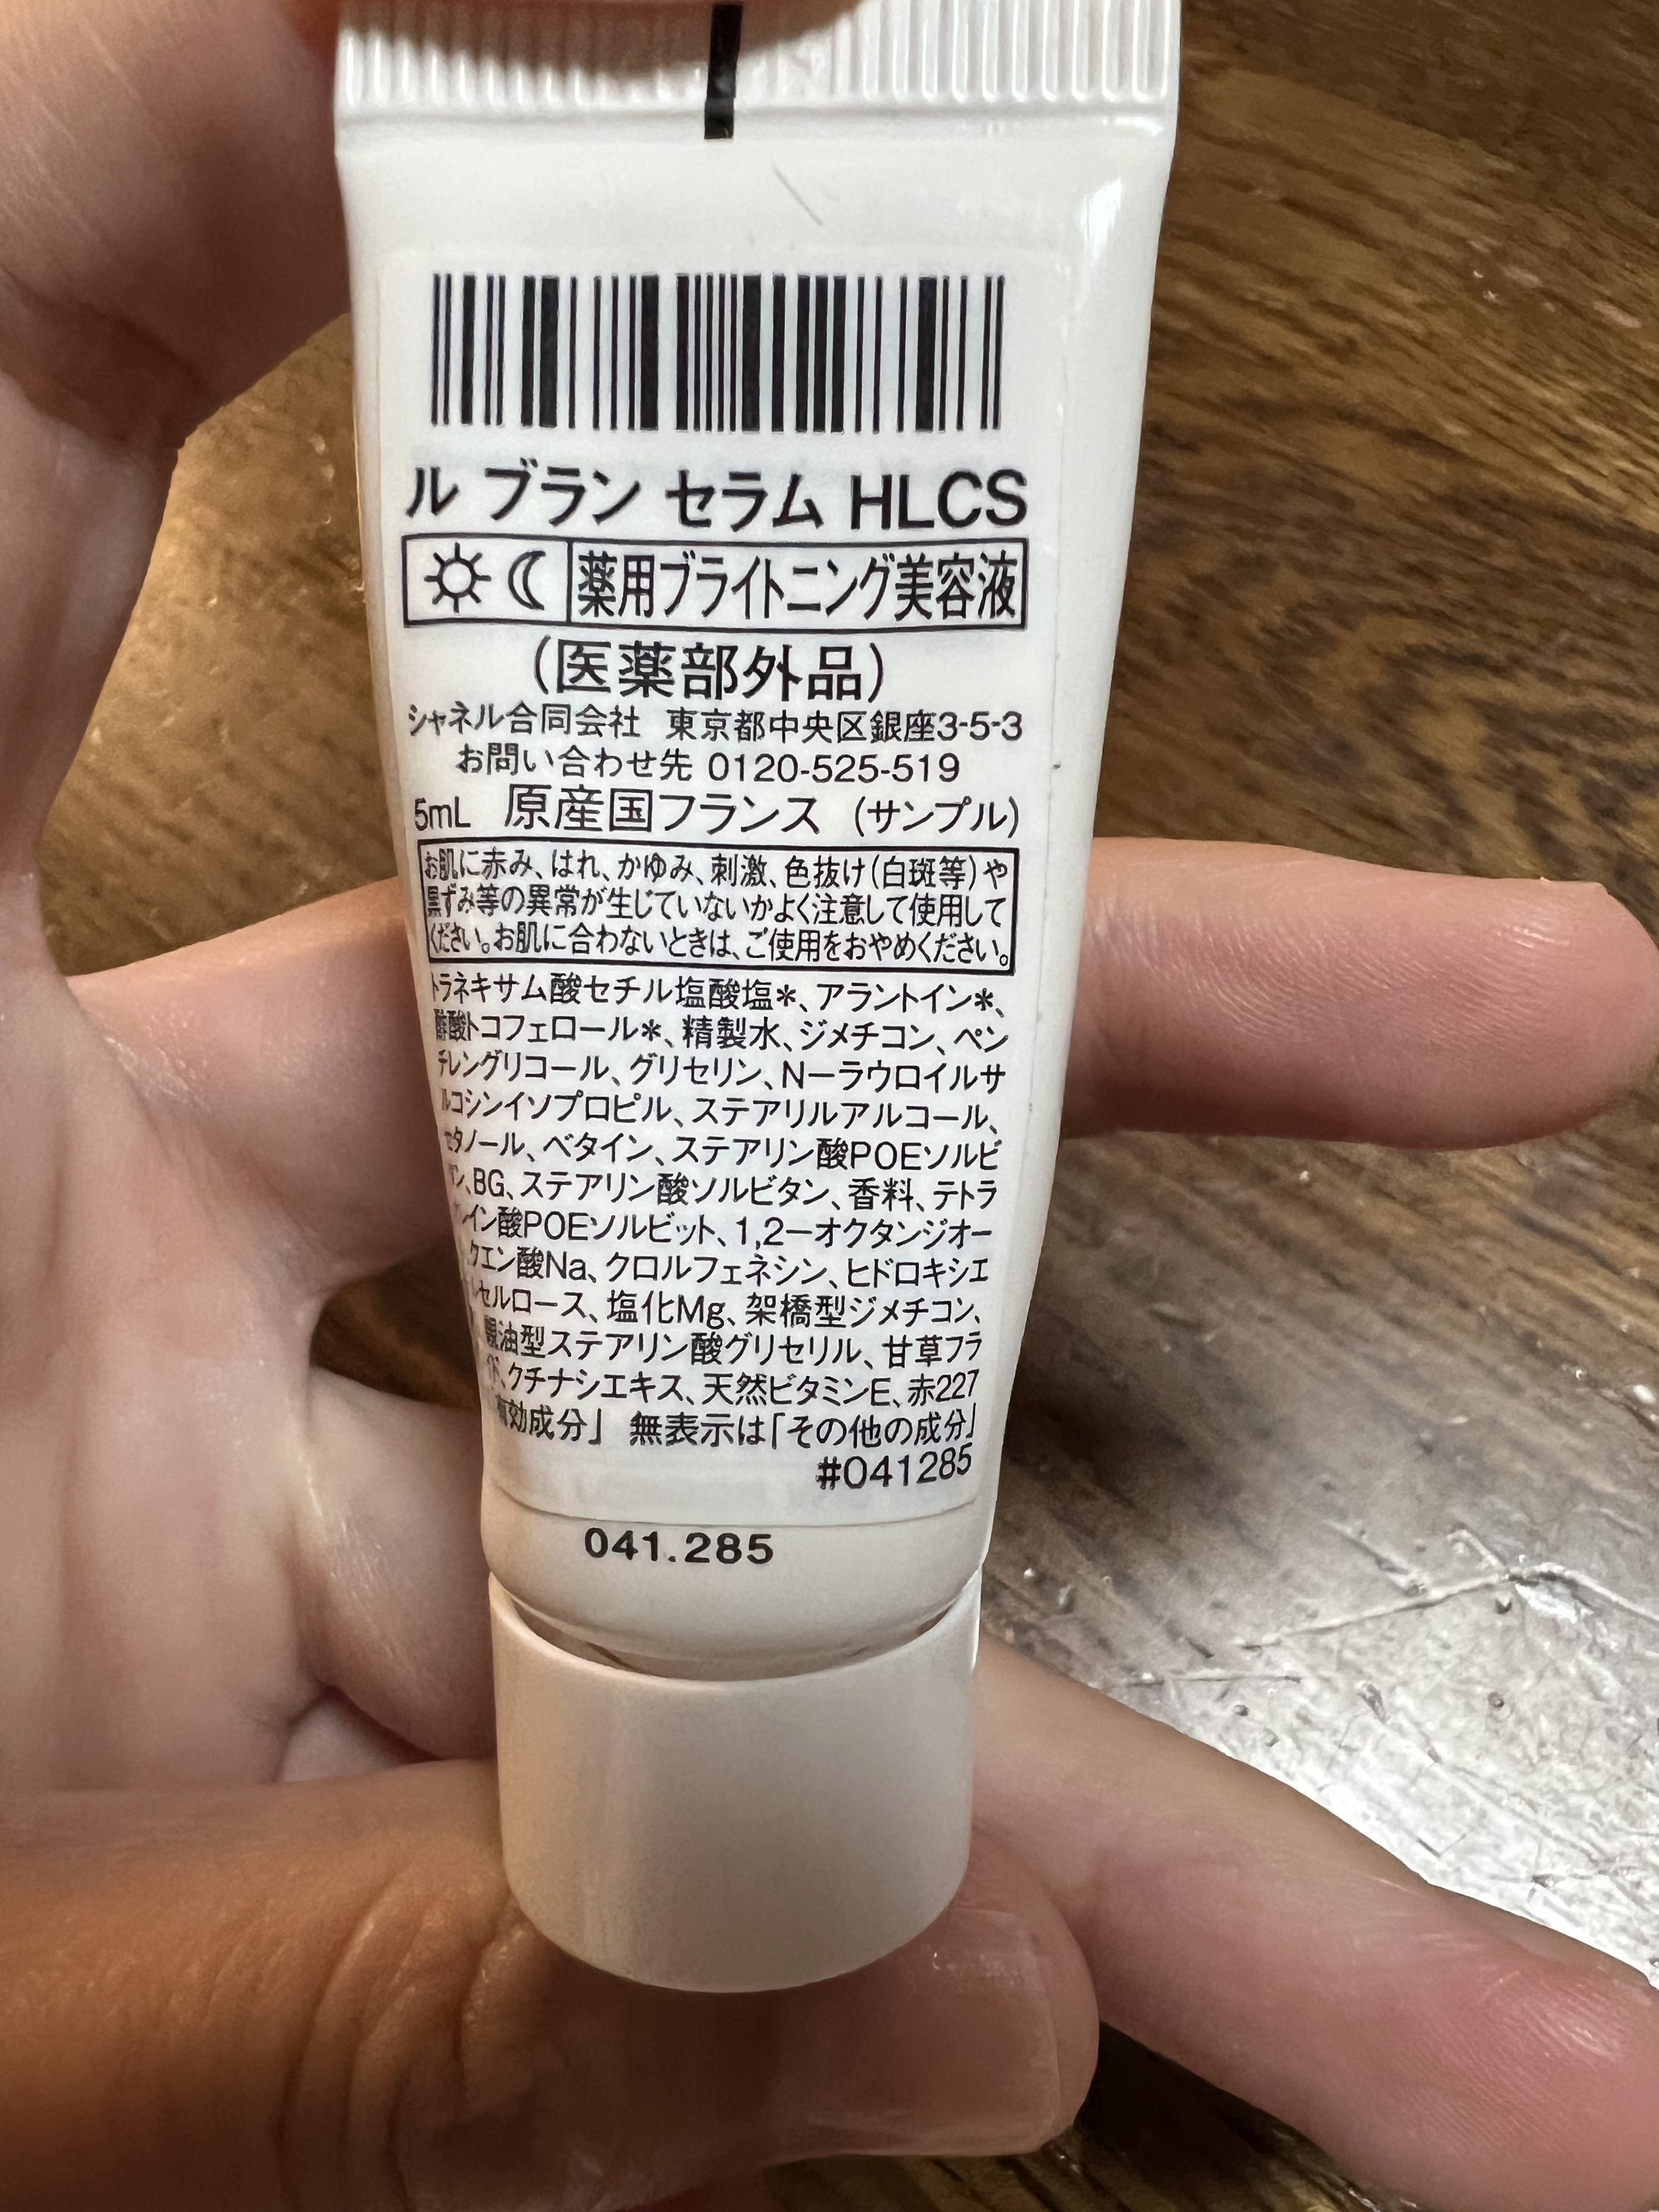 ル ブラン セラム HLCS
薬用ブライトニング美容液
(医薬部外品)
シャネル合同会社 東京都中央区銀座3-5-3
お問い合わせ先 0120-525-519
5mL 原産国フランス (サンプル)
お肌に赤み、はれ、かゆみ、刺激、色抜け(白斑等)や
黒ずみ等の異常が生じていないかよく注意して使用して
ください。お肌に合わないときは、ご使用をおやめください。
トラネキサム酸セチル塩酸塩*、アラントイン*、
酢酸トコフェロール*、精製水、ジメチコン、ペン
チレングリコール、グリセリン、Nーラウロイルサ
ルコシンイソプロピル、ステアリルアルコール、
セタノール、ベタイン、ステアリン酸POEソルビ
ン、BG、ステアリン酸ソルビタン、香料、テトラ
レイン酸POEソルビット、1,2ーオクタンジオー
クエン酸Na、クロルフェネシン、ヒドロキシエ
セルロース、塩化Mg、架橋型ジメチコン、
親油型ステアリン酸グリセリル、甘草フラ
、クチナシエキス、天然ビタミンE、赤227
有効成分」 無表示は「その他の成分」
#041285
041.285